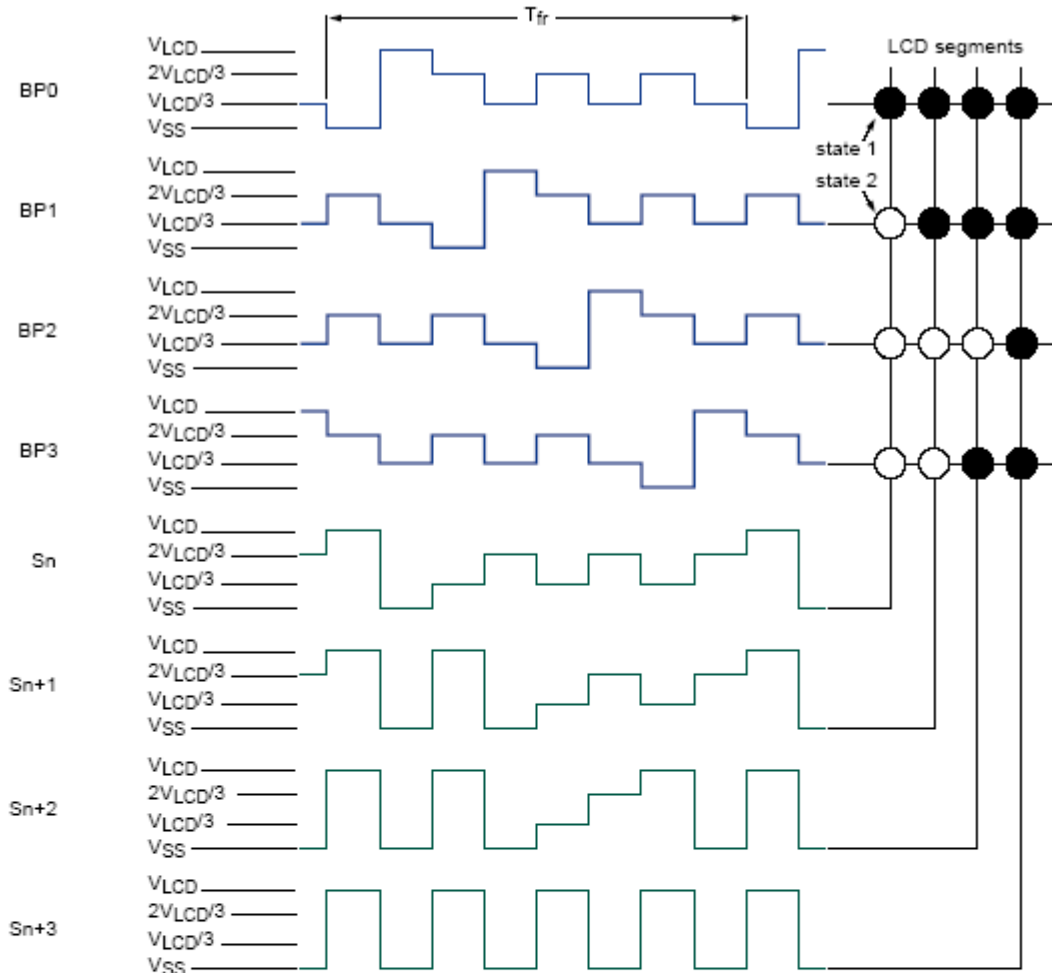 Tfr
LCD segments
BP0
VLCD
2VLCD/3
VLCD/3
VSS
state 1
state 2
BP1
VLCD
2VLCD/3
VLCD/3
VSS
BP2
VLCD
2VLCD/3
VLCD/3
VSS
BP3
VLCD
2VLCD/3
VLCD/3
VSS
Sn
VLCD
2VLCD/3
VLCD/3
VSS
Sn+1
VLCD
2VLCD/3
VLCD/3
VSS
Sn+2
VLCD
2VLCD/3
VLCD/3
VSS
Sn+3
VLCD
2VLCD/3
VLCD/3
VSS